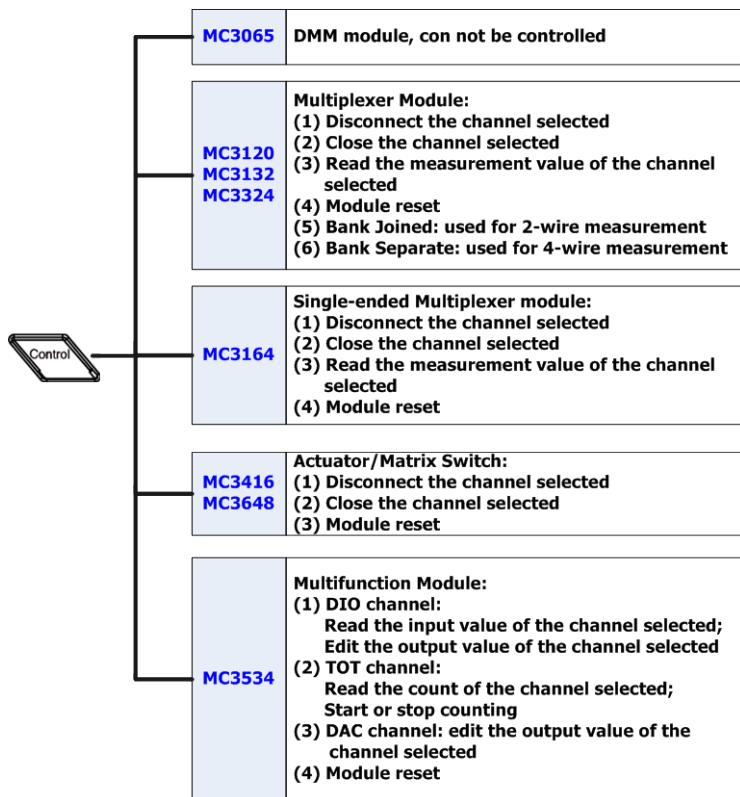 Control
MC3065
DMM module, con not be controlled
MC3120
MC3132
MC3324
Multiplexer Module:
(1) Disconnect the channel selected
(2) Close the channel selected
(3) Read the measurement value of the channel
selected
(4) Module reset
(5) Bank Joined: used for 2-wire measurement
(6) Bank Separate: used for 4-wire measurement
MC3164
Single-ended Multiplexer module:
(1) Disconnect the channel selected
(2) Close the channel selected
(3) Read the measurement value of the channel
selected
(4) Module reset
MC3416
MC3648
Actuator/Matrix Switch:
(1) Disconnect the channel selected
(2) Close the channel selected
(3) Module reset
MC3534
Multifunction Module:
(1) DIO channel:
Read the input value of the channel selected;
Edit the output value of the channel selected
(2) TOT channel:
Read the count of the channel selected;
Start or stop counting
(3) DAC channel: edit the output value of the
channel selected
(4) Module reset